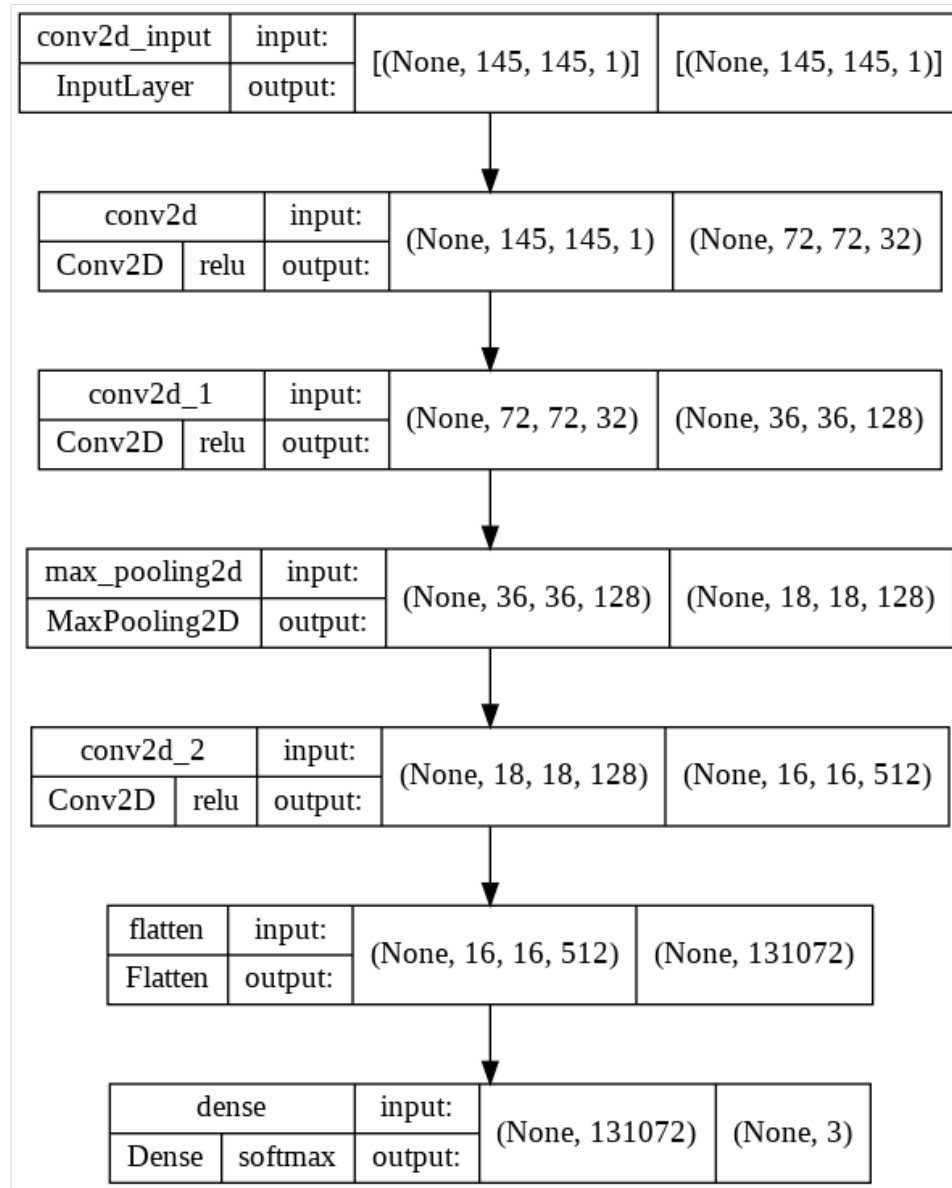 conv2d_input input: [(None, 145, 145, 1)] [(None, 145, 145, 1)]
InputLayer output:
conv2d input: (None, 145, 145, 1) (None, 72, 72, 32)
Conv2D relu output:
conv2d_1 input: (None, 72, 72, 32) (None, 36, 36, 128)
Conv2D relu output:
max_pooling2d input: (None, 36, 36, 128) (None, 18, 18, 128)
MaxPooling2D output:
conv2d_2 input: (None, 18, 18, 128) (None, 16, 16, 512)
Conv2D relu output:
flatten input: (None, 16, 16, 512) (None, 131072)
Flatten output:
dense input: (None, 131072) (None, 3)
Dense softmax output: